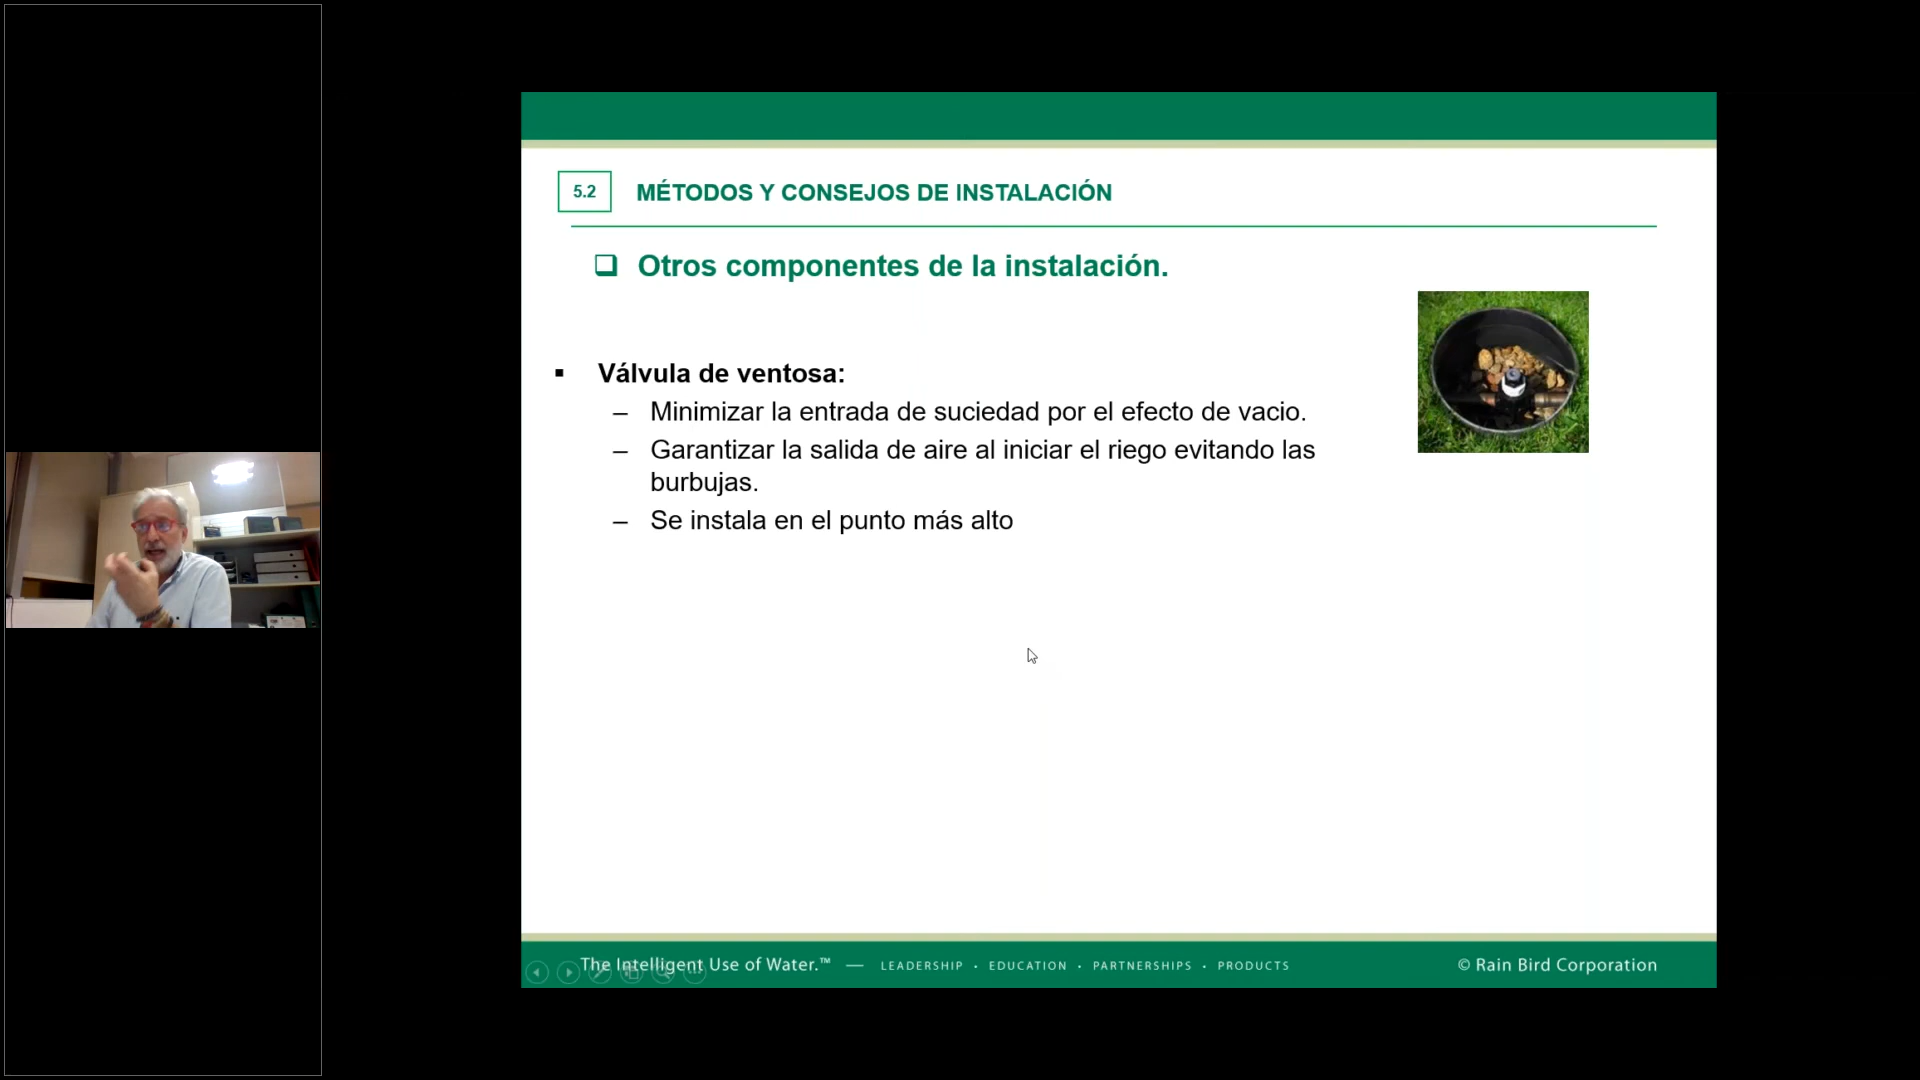 5.2 MÉTODOS Y CONSEJOS DE INSTALACIÓN
❑ Otros componentes de la instalación.
▪ Válvula de ventosa:
– Minimizar la entrada de suciedad por el efecto de vacio.
– Garantizar la salida de aire al iniciar el riego evitando las
burbujas.
– Se instala en el punto más alto
The Intelligent Use of Water.™ — LEADERSHIP • EDUCATION • PARTNERSHIPS • PRODUCTS © Rain Bird Corporation